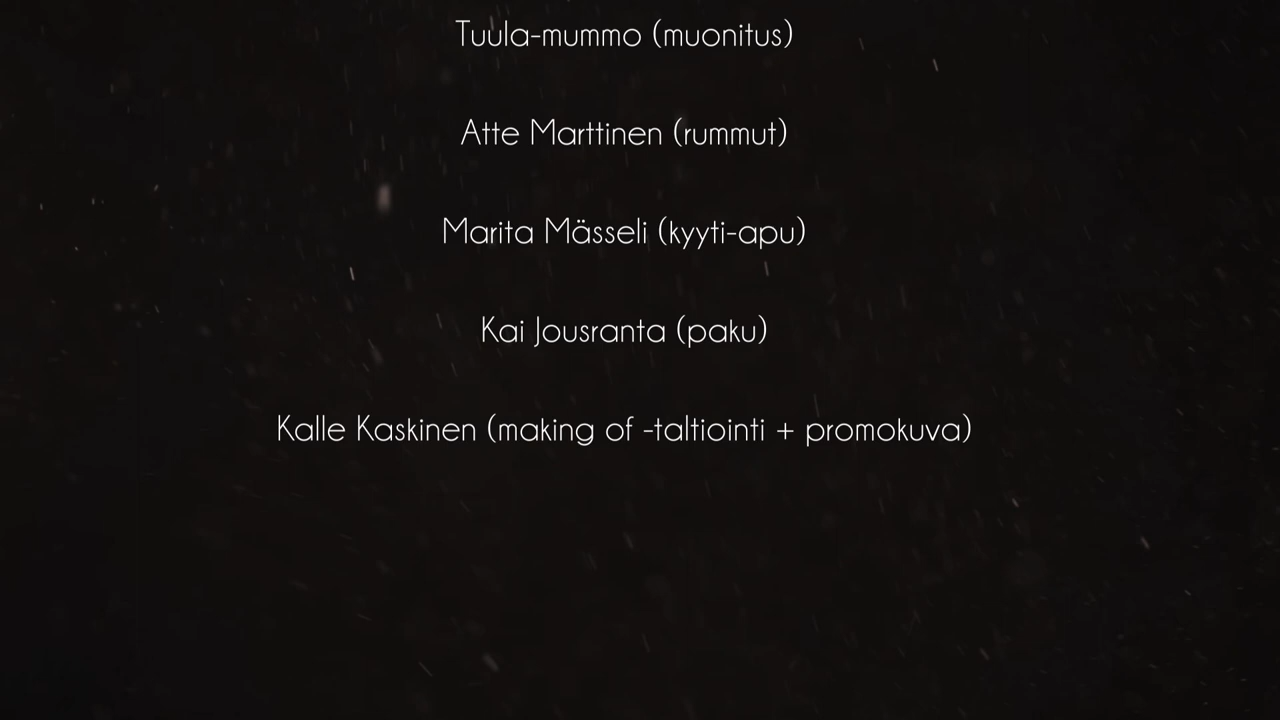 Tuula-mummo (muonitus)
Atte Marttinen (rummut)
Marita Mässeli (kyyti-apu)
Kai Jousranta (paku)
Kalle Kaskinen (making of -taltiointi + promokuva)